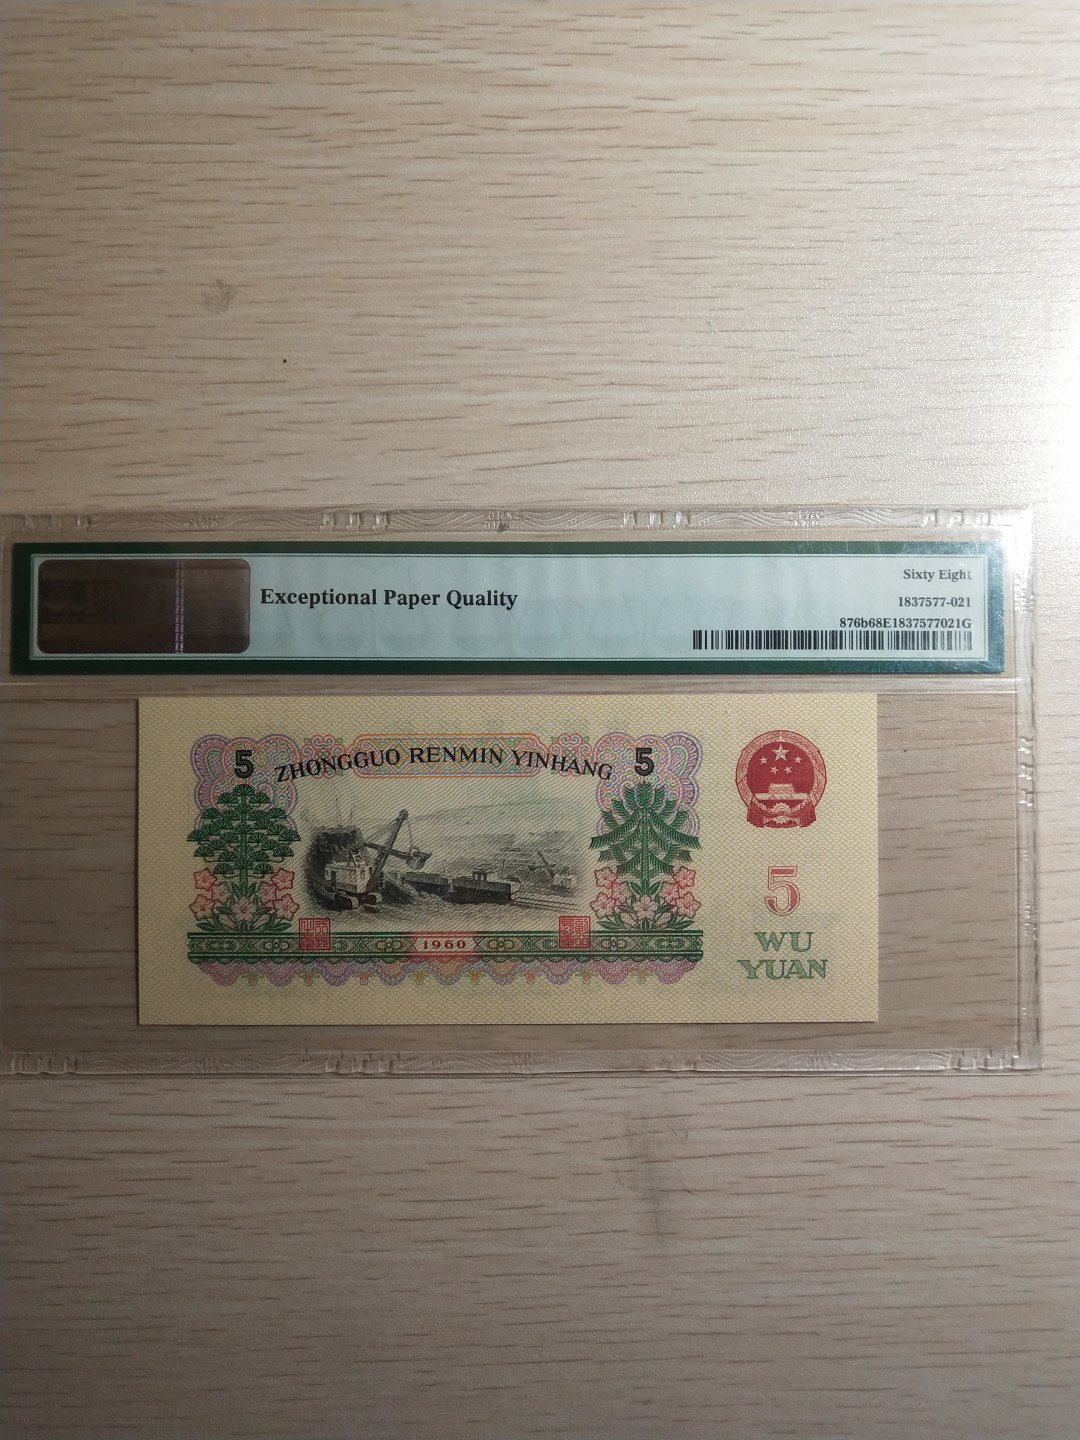 Exceptional Paper Quality
Sixty Eight
1837577-021
876b68E1837577021G
5 ZHONGGUO RENMIN YINHANG 5
5
WU
YUAN
1960